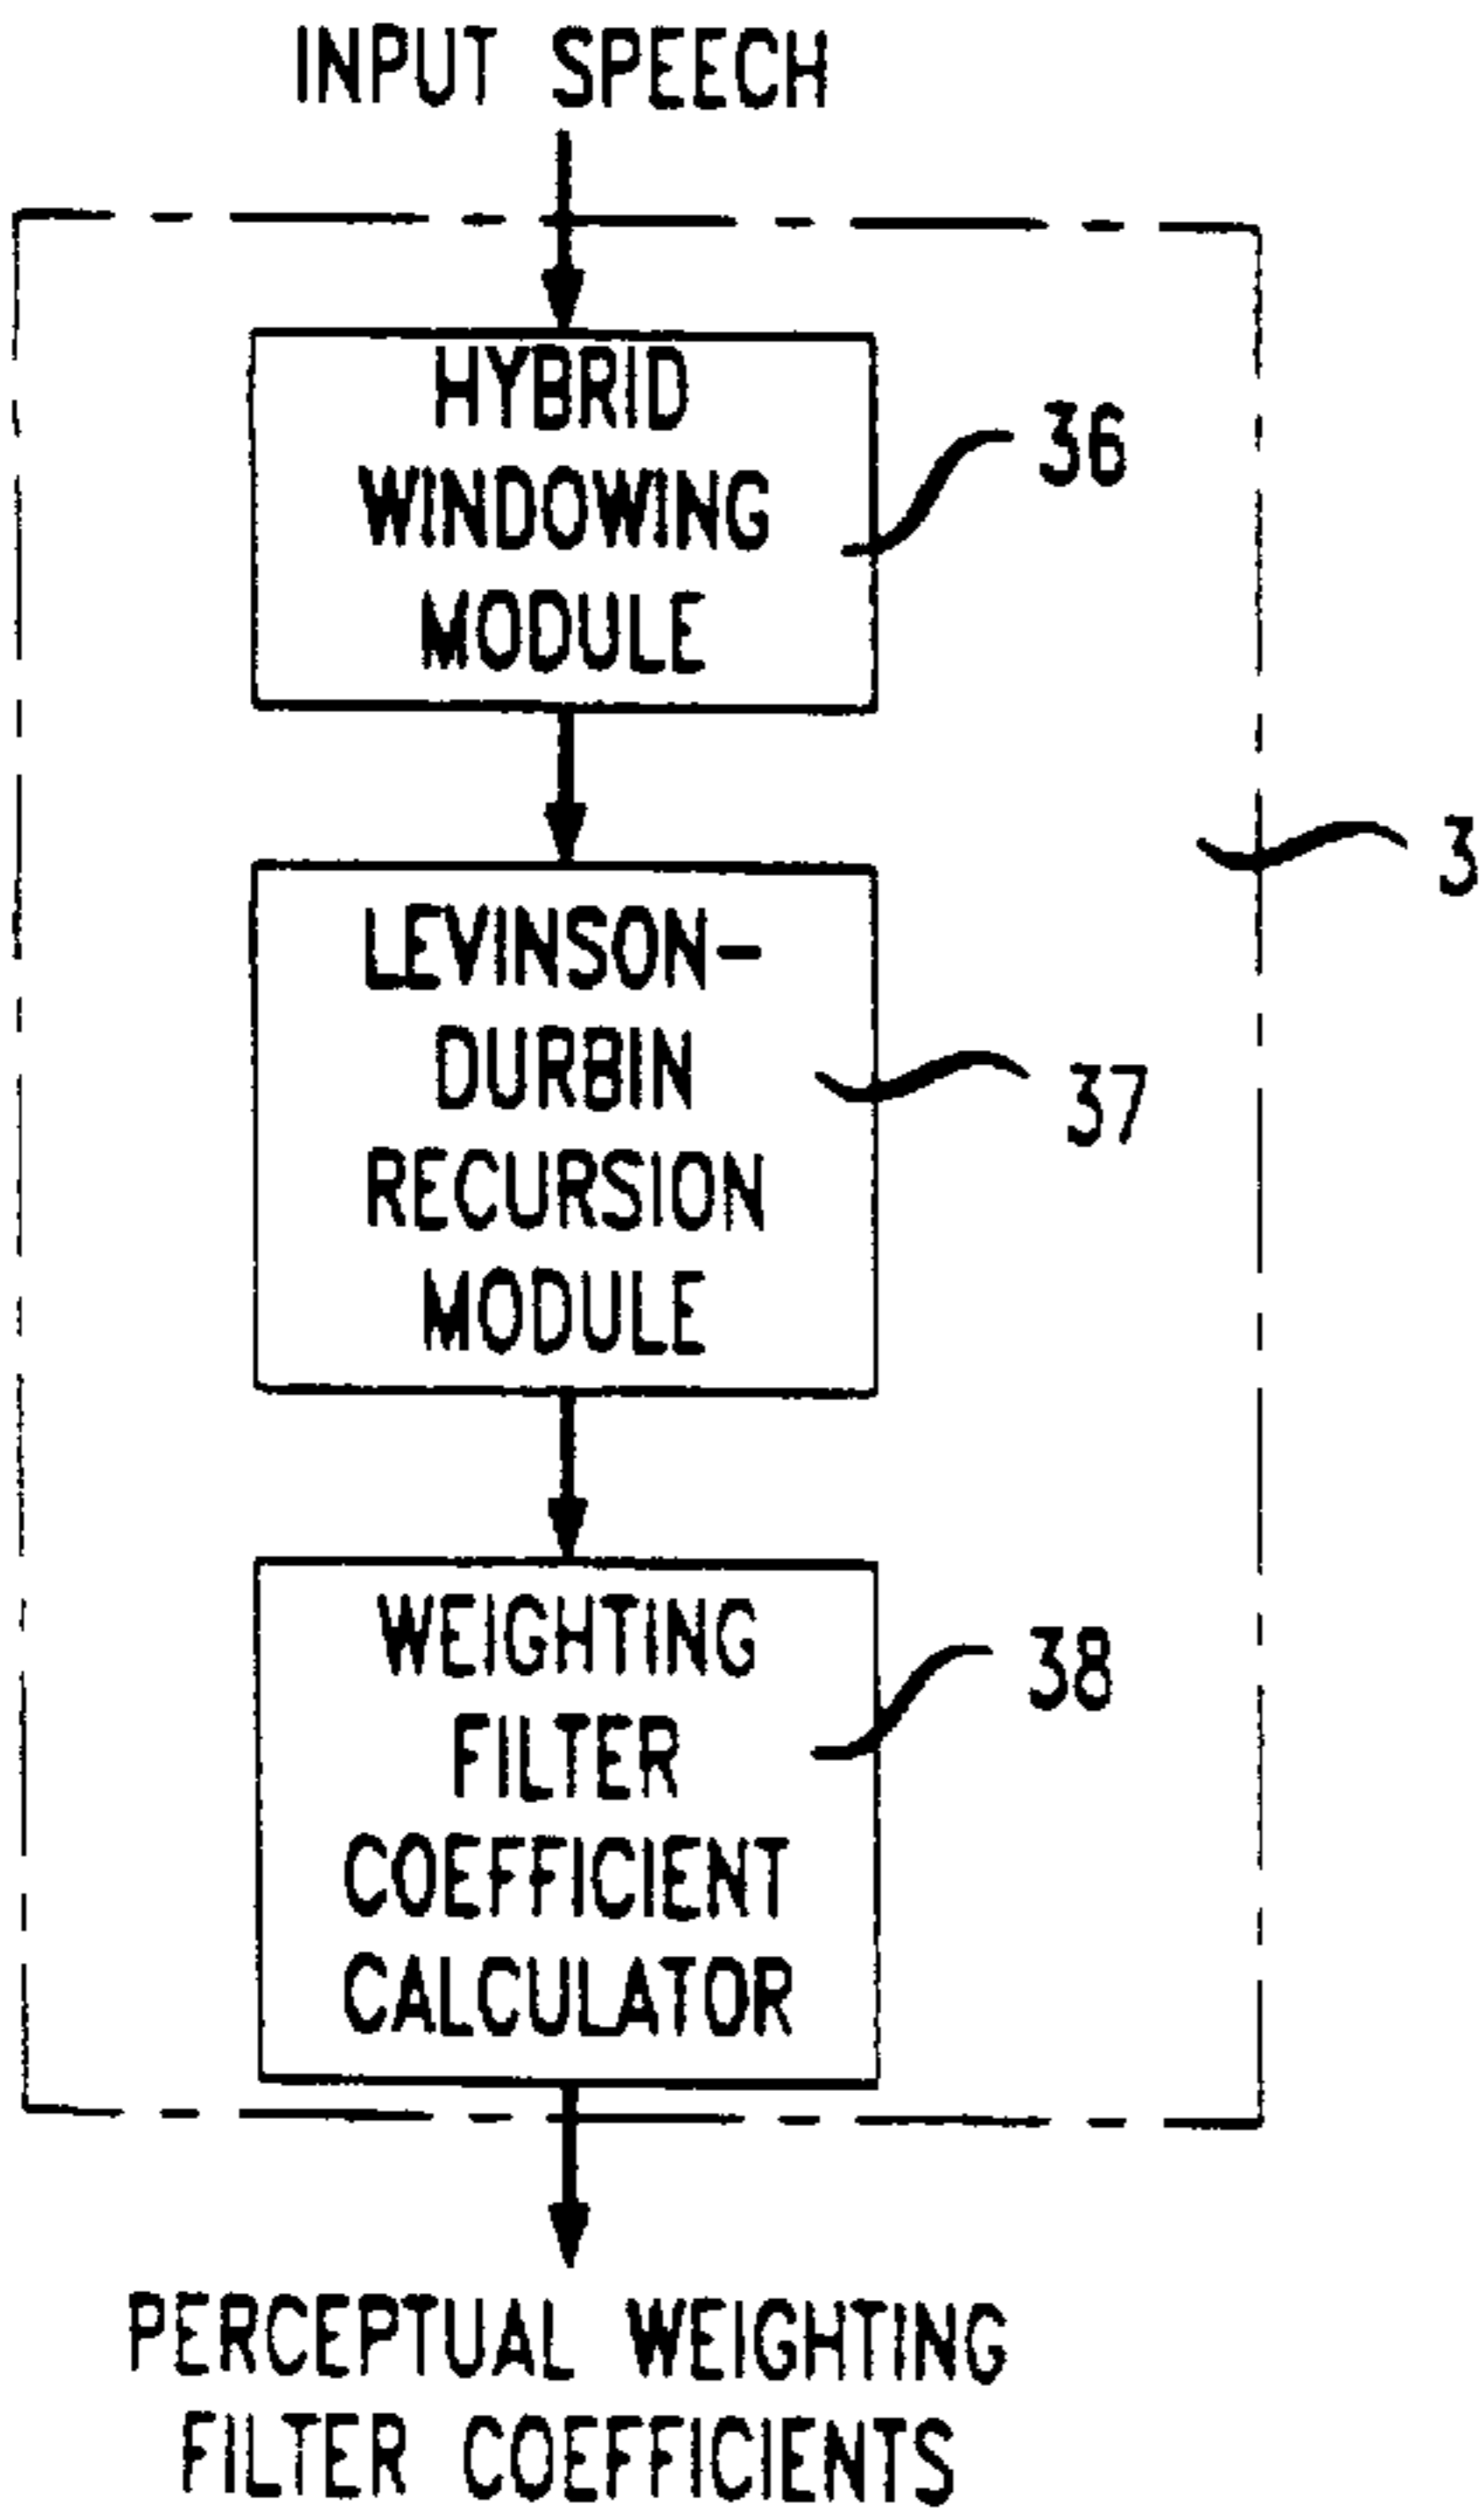 INPUT SPEECH
HYBRID
WINDOWING
MODULE
36
3
LEVINSON-
DURBIN
RECURSION
MODULE
37
WEIGHTING
FILTER
COEFFICIENT
CALCULATOR
38
PERCEPTUAL WEIGHTING
FILTER COEFFICIENTS